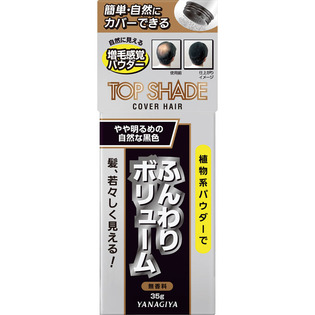 簡単・自然に
カバーできる
自然に見える
増毛感覚
パウダー
使用前
仕上がり
イメージ
TOP SHADE
COVER HAIR
やや明るめの
自然な黒色
植物系パウダーで
ふんわり
ボリューム
髪、若々しく見える!
無香料
35g
YANAGIYA